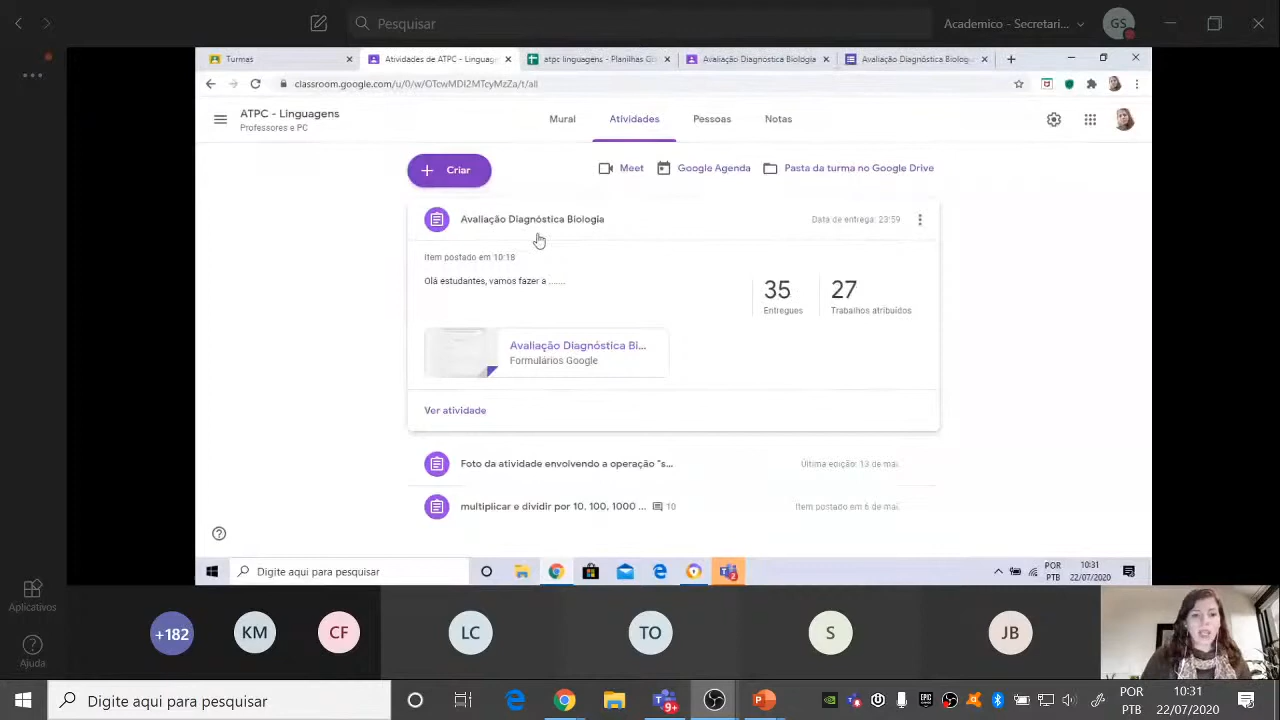 Pesquisar
Academico - Secretari...
GS
Turmas
Atividades de ATPC - Linguage
atpc linguagens - Planilhas Go
Avaliação Diagnóstica Biologia
Avaliação Diagnóstica Biologi
classroom.google.com/u/0/w/OTcwMDI2MTcyMzZa/t/all
ATPC - Linguagens
Professores e PC
Mural
Atividades
Pessoas
Notas
Criar
Meet
Google Agenda
Pasta da turma no Google Drive
Avaliação Diagnóstica Biologia
Data de entrega: 23:59
Item postado em 10:18
Olá estudantes, vamos fazer a .......
35
Entregues
27
Trabalhos atribuídos
Avaliação Diagnóstica Bi...
Formulários Google
Ver atividade
Foto da atividade envolvendo a operação "s...
Última edição: 13 de mai.
multiplicar e dividir por 10, 100, 1000 ...
10
Item postado em 6 de mai.
Digite aqui para pesquisar
POR
PTB
10:31
22/07/2020
Aplicativos
Ajuda
+182
KM
CF
LC
TO
S
JB
Digite aqui para pesquisar
9+
EPIC
POR
PTB
10:31
22/07/2020